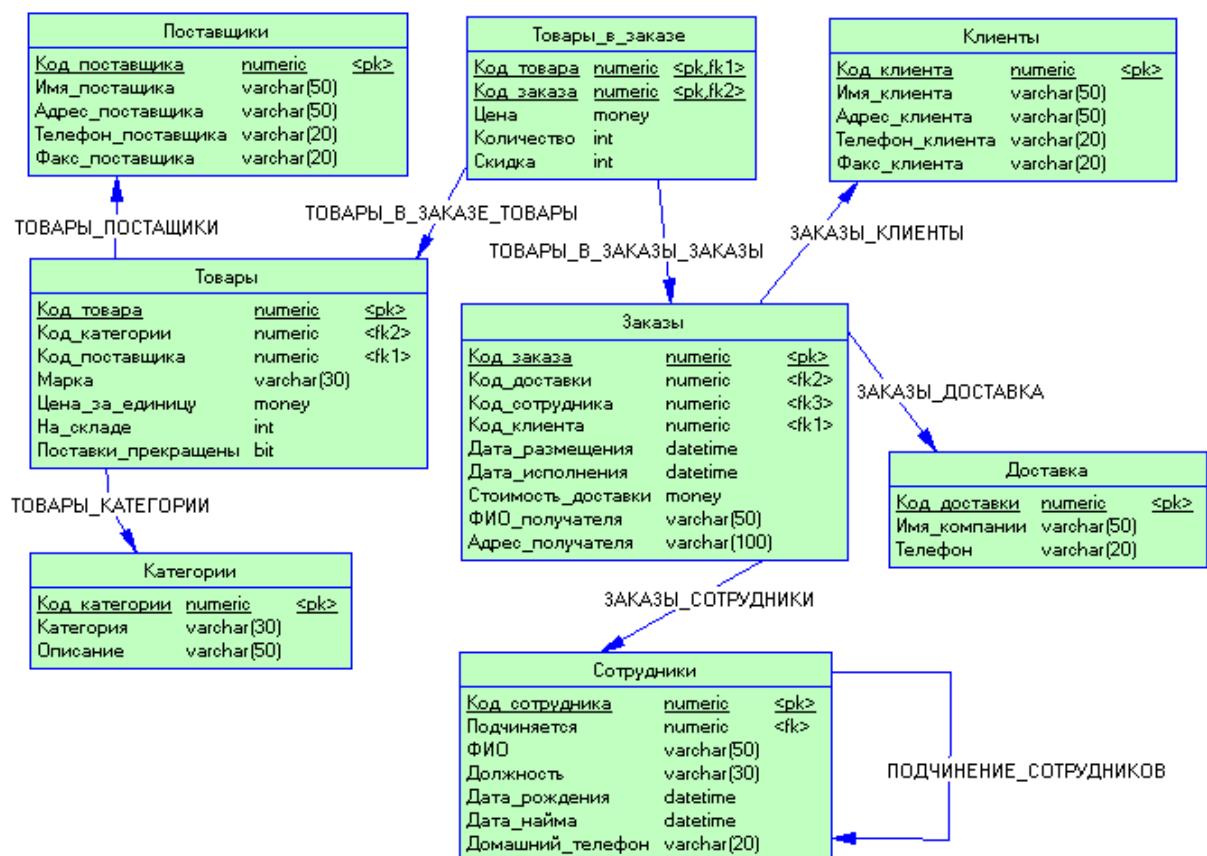 Поставщики
Код_поставщика numeric <pk>
Имя_постащика varchar(50)
Адрес_поставщика varchar(50)
Телефон_поставщика varchar(20)
Факс_поставщика varchar(20)
Товары_в_заказе
Код_товара numeric <pk,fk1>
Код_заказа numeric <pk,fk2>
Цена money
Количество int
Скидка int
Клиенты
Код_клиента numeric <pk>
Имя_клиента varchar(50)
Адрес_клиента varchar(50)
Телефон_клиента varchar(20)
Факс_клиента varchar(20)
ТОВАРЫ_ПОСТАЩИКИ
ТОВАРЫ_В_ЗАКАЗЕ_ТОВАРЫ
ТОВАРЫ_В_ЗАКАЗЫ_ЗАКАЗЫ
ЗАКАЗЫ_КЛИЕНТЫ
Товары
Код_товара numeric <pk>
Код_категории numeric <fk2>
Код_поставщика numeric <fk1>
Марка varchar(30)
Цена_за_единицу money
На_складе int
Поставки_прекращены bit
Заказы
Код_заказа numeric <pk>
Код_доставки numeric <fk2>
Код_сотрудника numeric <fk3>
Код_клиента numeric <fk1>
Дата_размещения datetime
Дата_исполнения datetime
Стоимость_доставки money
ФИО_получателя varchar(50)
Адрес_получателя varchar(100)
ЗАКАЗЫ_ДОСТАВКА
Доставка
Код_доставки numeric <pk>
Имя_компании varchar(50)
Телефон varchar(20)
ТОВАРЫ_КАТЕГОРИИ
Категории
Код_категории numeric <pk>
Категория varchar(30)
Описание varchar(50)
ЗАКАЗЫ_СОТРУДНИКИ
Сотрудники
Код_сотрудника numeric <pk>
Подчиняется numeric <fk>
ФИО varchar(50)
Должность varchar(30)
Дата_рождения datetime
Дата_найма datetime
Домашний_телефон varchar(20)
ПОДЧИНЕНИЕ_СОТРУДНИКОВ